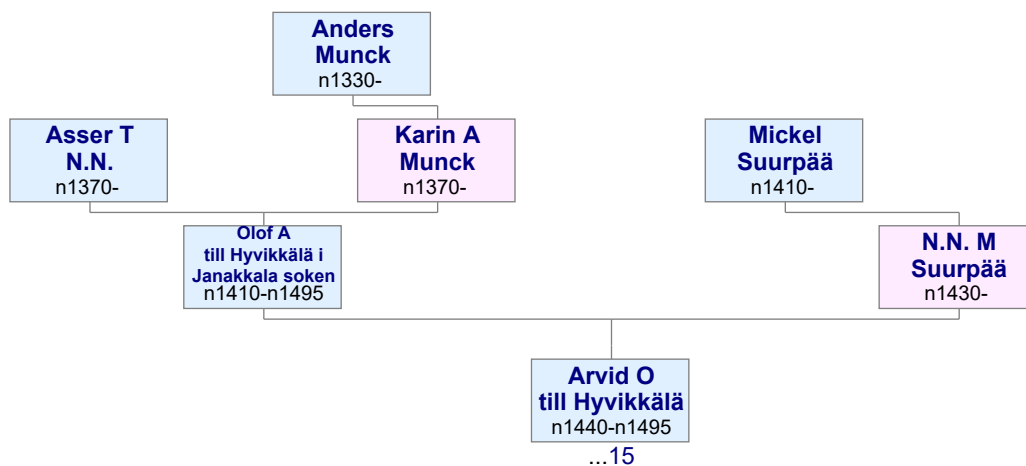 Anders
Munck
n1330-
Asser T
N.N.
n1370-
Karin A
Munck
n1370-
Mickel
Suurpää
n1410-
Olof A
till Hyvikkälä i
Janakkala soken
n1410-n1495
N.N. M
Suurpää
n1430-
Arvid O
till Hyvikkälä
n1440-n1495
...15